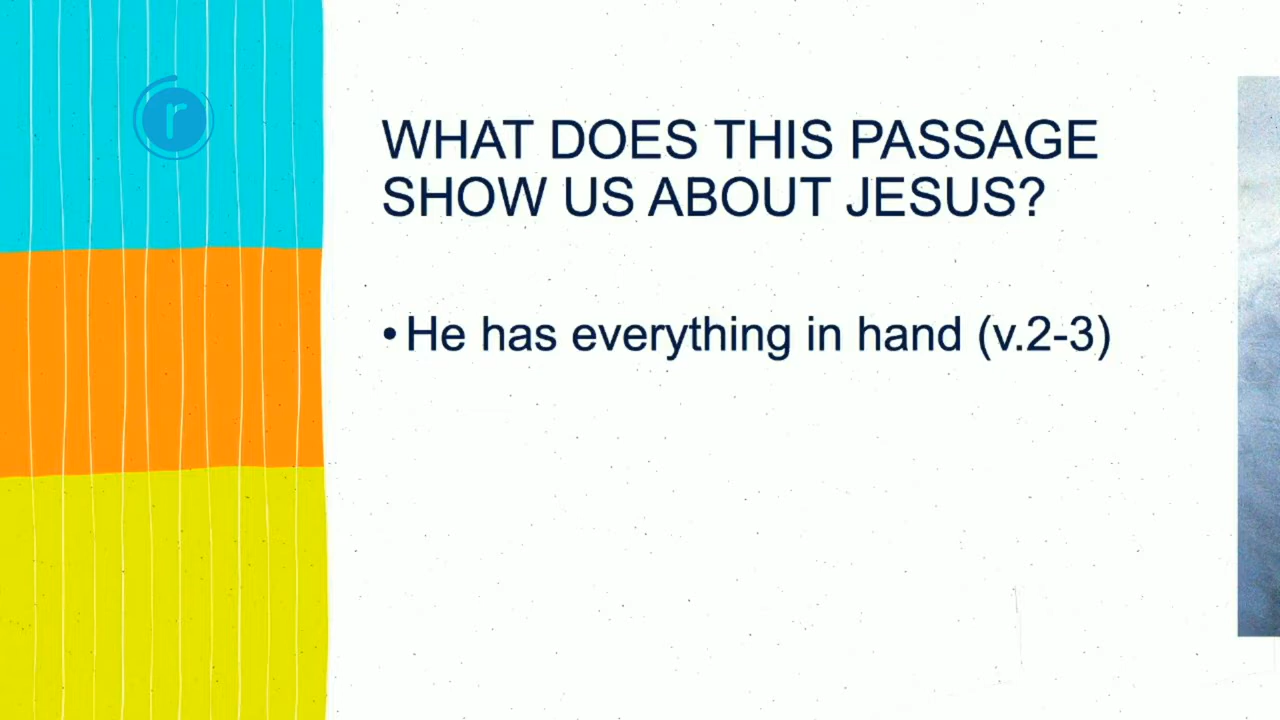 r
WHAT DOES THIS PASSAGE
SHOW US ABOUT JESUS?
• He has everything in hand (v.2-3)